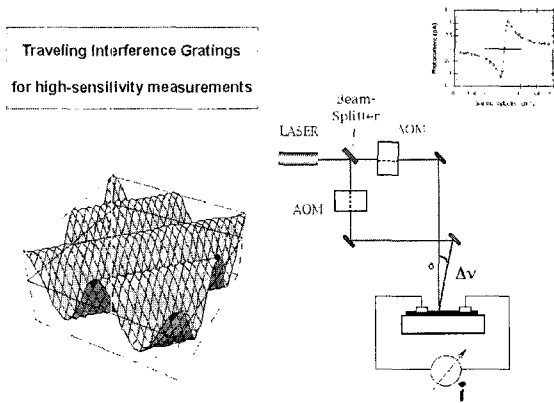 Traveling Interference Gratings
for high-sensitivity measurements
Beam-
Splitter
LASER
AOM
AOM
Δν
i